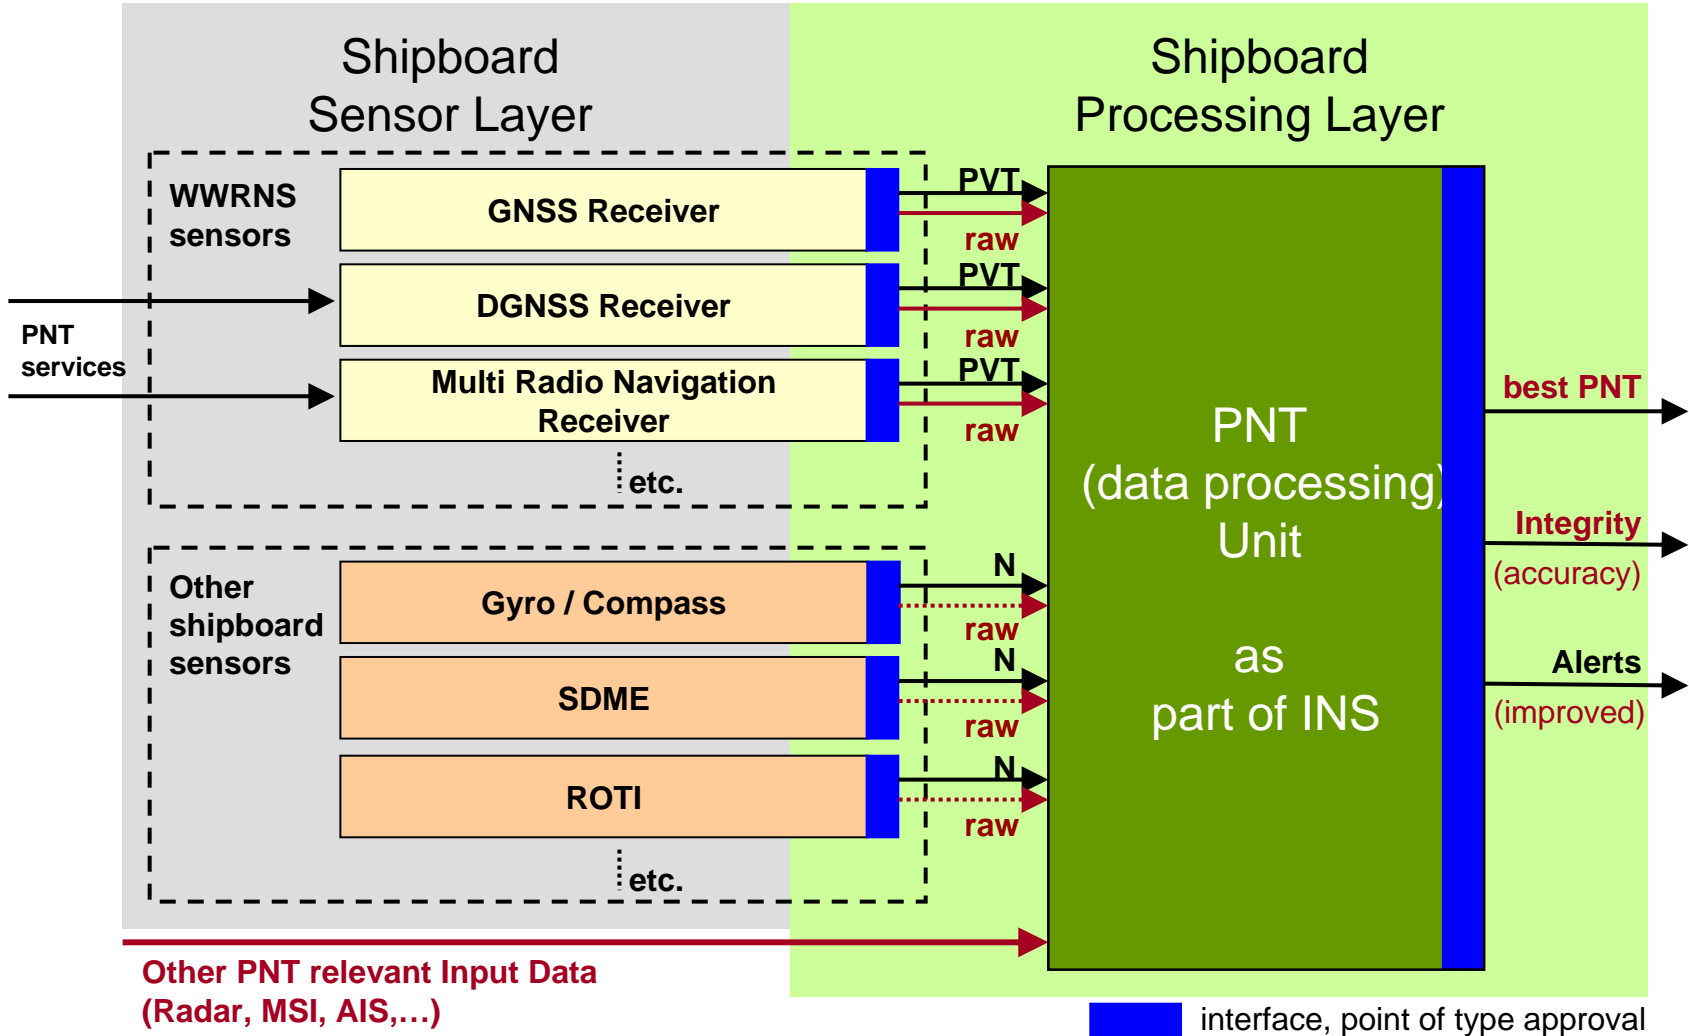 Shipboard
Sensor Layer
Shipboard
Processing Layer
WWRNS
sensors
GNSS Receiver
PVT
raw
DGNSS Receiver
PVT
raw
PNT
services
Multi Radio Navigation
Receiver
PVT
raw
etc.
Other
shipboard
sensors
Gyro / Compass
N
raw
SDME
N
raw
ROTI
N
raw
etc.
PNT
(data processing)
Unit
as
part of INS
best PNT
Integrity
(accuracy)
Alerts
(improved)
Other PNT relevant Input Data
(Radar, MSI, AIS,…)
interface, point of type approval